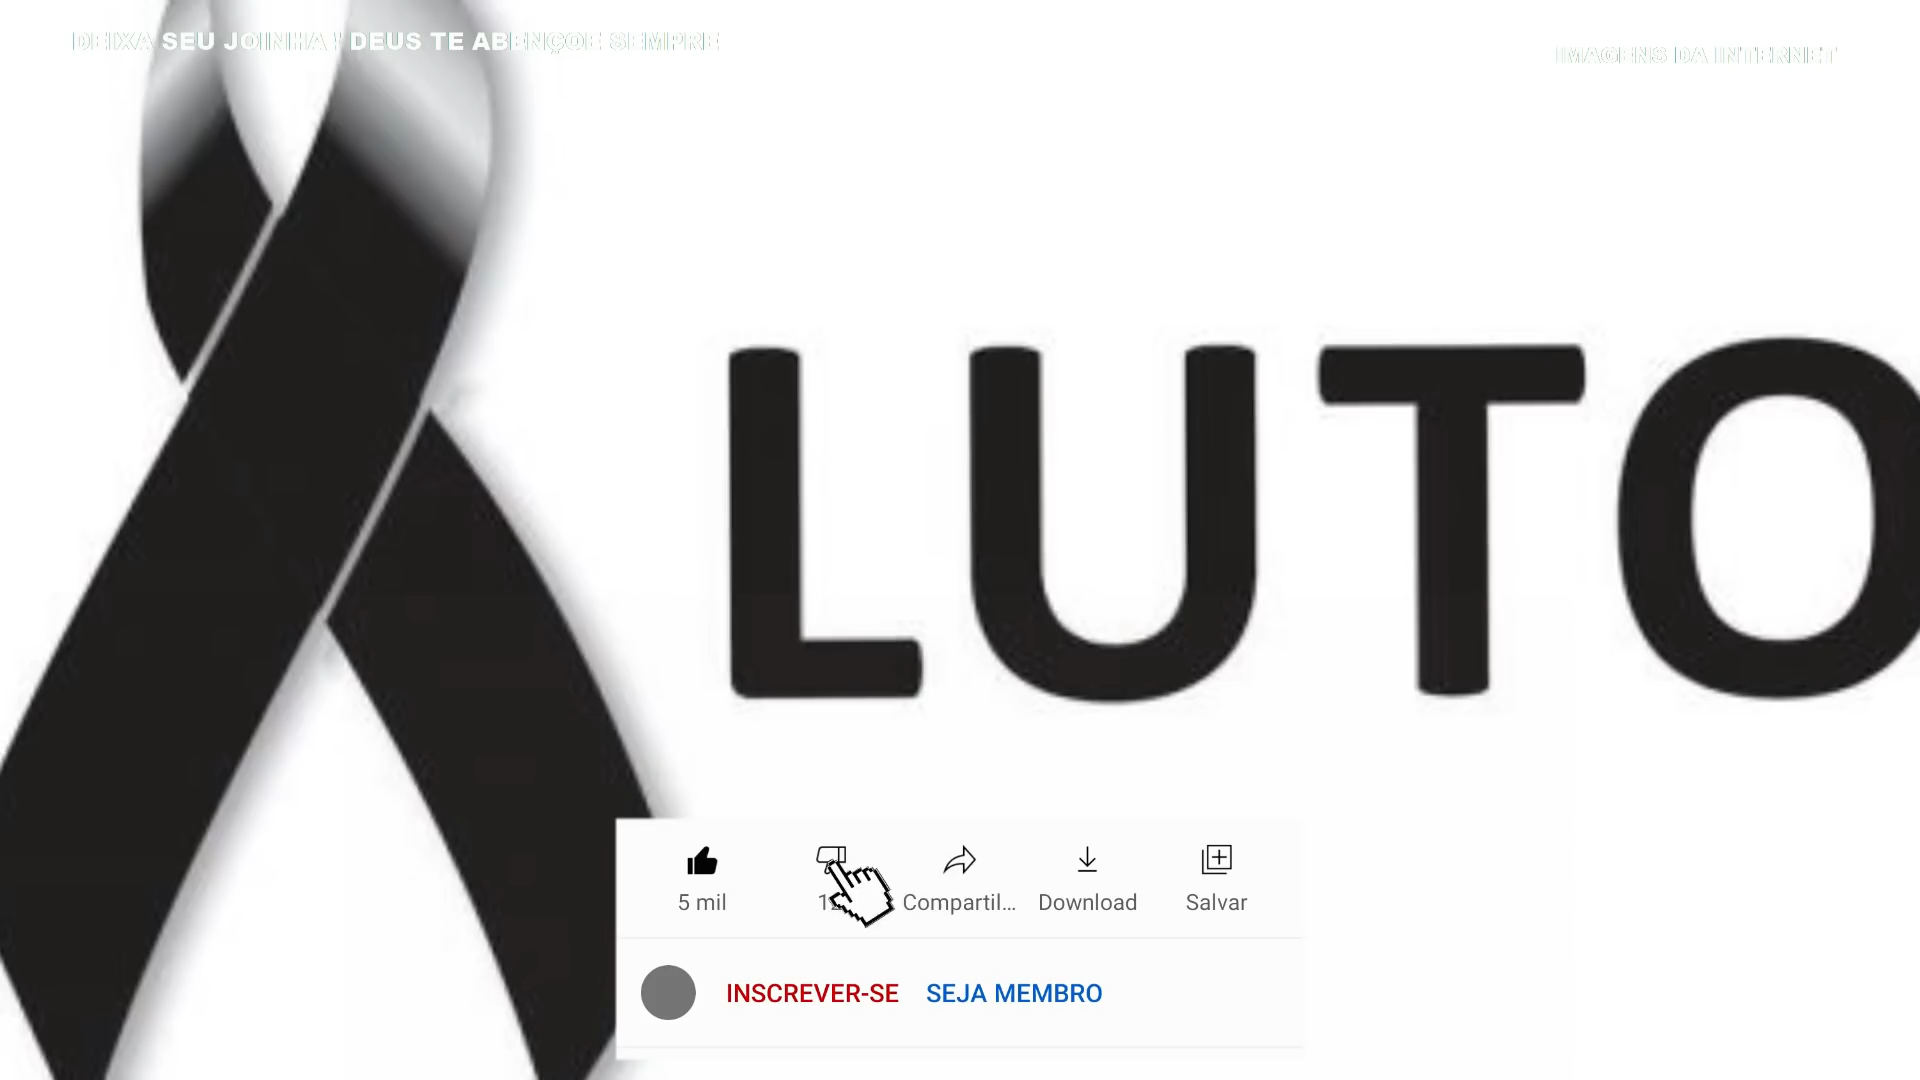 DEIXA SEU JOINHA! DEUS TE ABENÇOE SEMPRE
IMAGENS DA INTERNET
LUTO
5 mil
Compartil...
Download
Salvar
INSCREVER-SE
SEJA MEMBRO